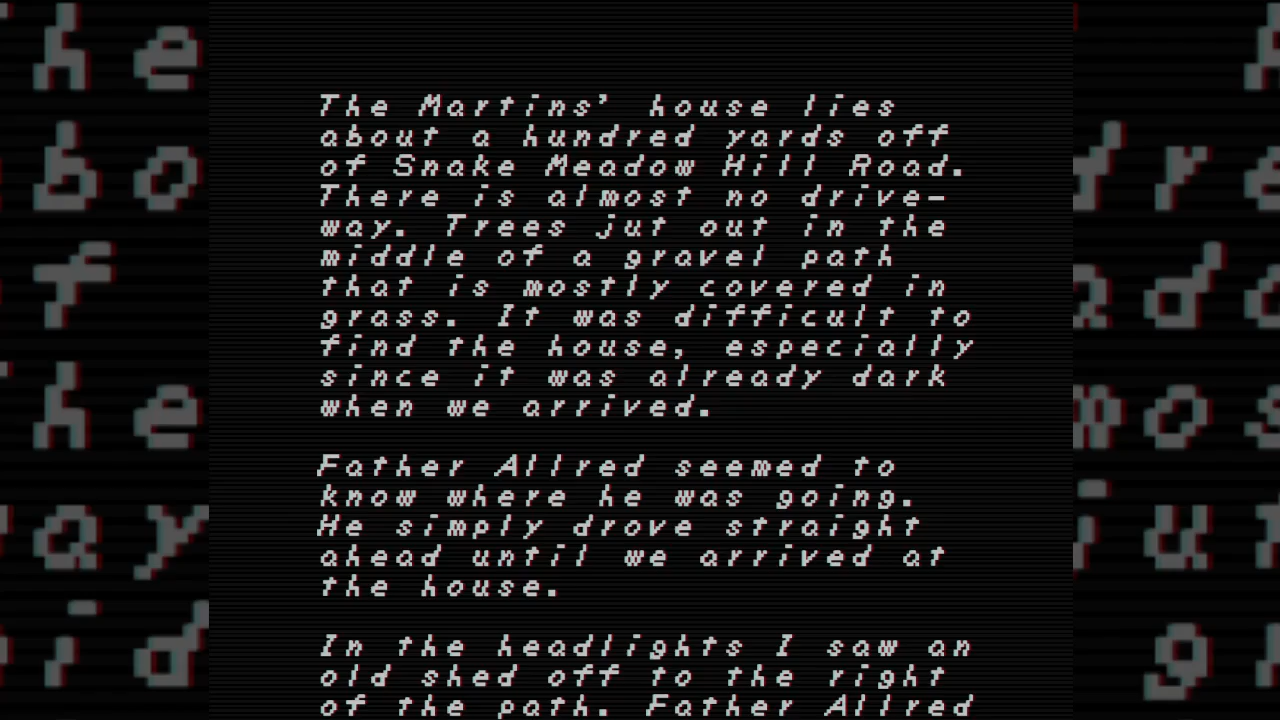 The Martins' house lies
about a hundred yards off
of Snake Meadow Hill Road.
There is almost no drive-
way. Trees jut out in the
middle of a gravel path
that is mostly covered in
grass. It was difficult to
find the house, especially
since it was already dark
when we arrived.
Father Allred seemed to
know where he was going.
He simply drove straight
ahead until we arrived at
the house.
In the headlights I saw an
old shed off to the right
of the path. Father Allred